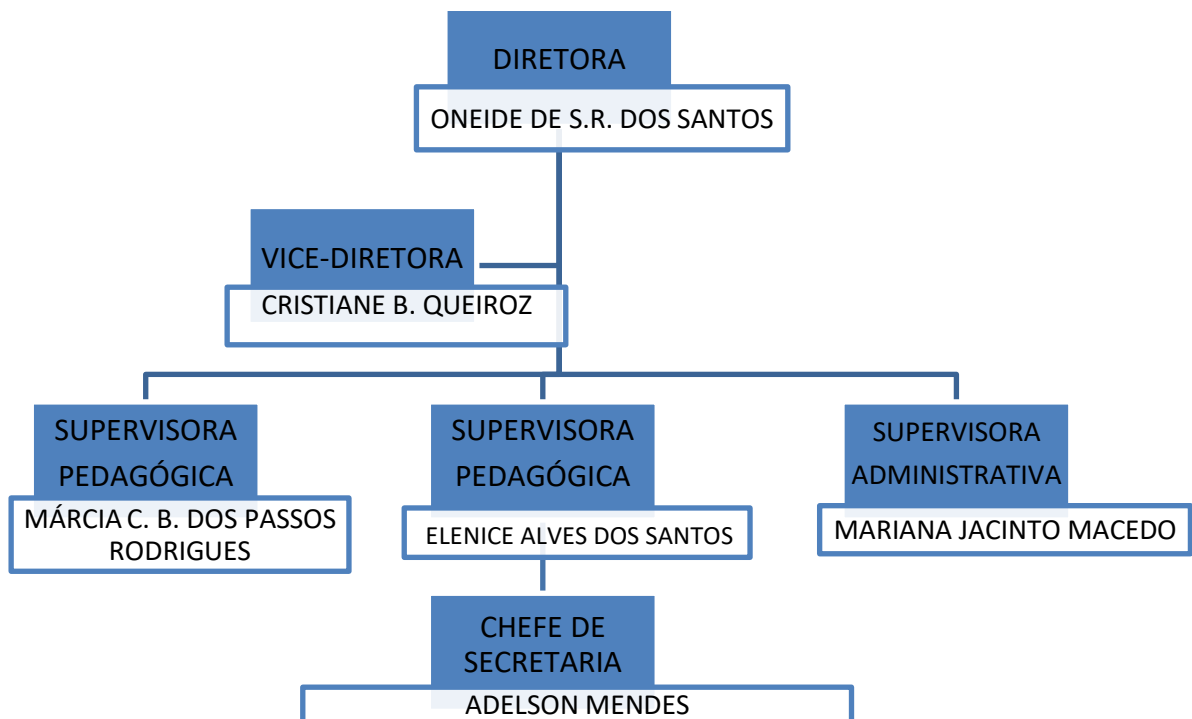 DIRETORA
ONEIDE DE S.R. DOS SANTOS
VICE-DIRETORA
CRISTIANE B. QUEIROZ
SUPERVISORA
PEDAGÓGICA
MÁRCIA C. B. DOS PASSOS
RODRIGUES
SUPERVISORA
PEDAGÓGICA
ELENICE ALVES DOS SANTOS
SUPERVISORA
ADMINISTRATIVA
MARIANA JACINTO MACEDO
CHEFE DE
SECRETARIA
ADELSON MENDES